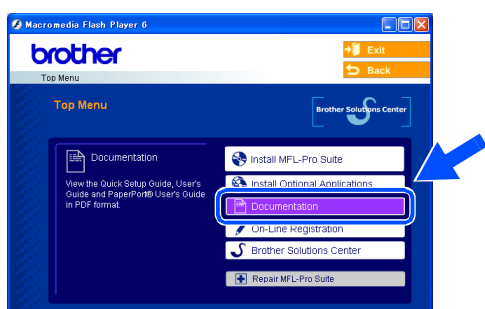 Macromedia Flash Player 6
brother
Exit
Back
Top Menu
Top Menu
Brother Solutions Center
Documentation
View the Quick Setup Guide, User's
Guide and PaperPort® User's Guide
in PDF format.
Install MFL-Pro Suite
Install Optional Applications
Documentation
On-Line Registration
Brother Solutions Center
Repair MFL-Pro Suite